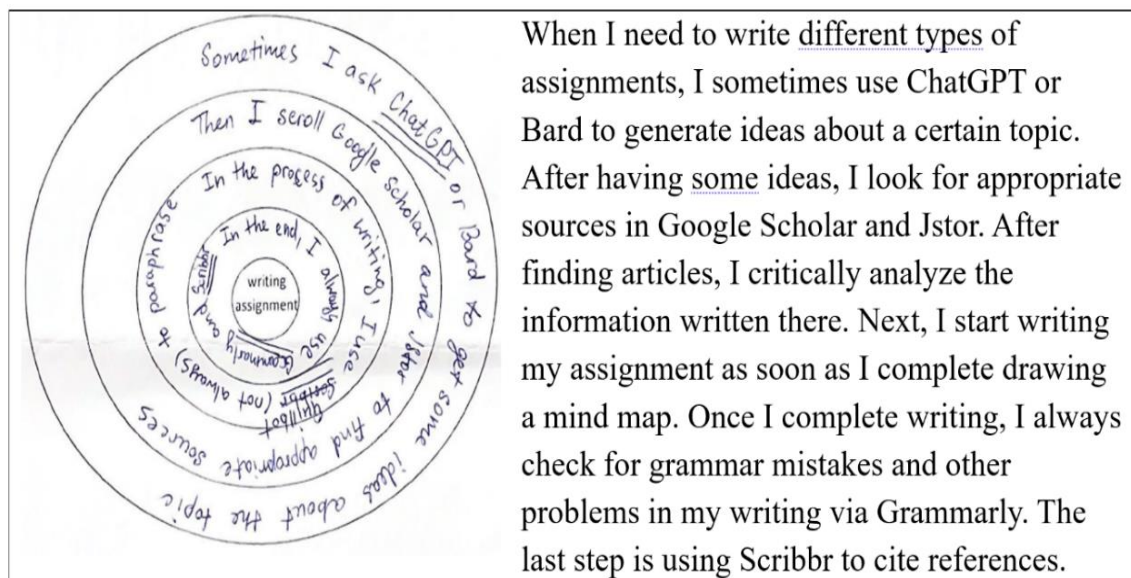 Sometimes I ask ChatGPT or Bard to get some ideas about the topic
Then I scroll Google scholar and Jstor to find appropriate sources
In the process of writing, I use Quillbot (not always) to paraphrase
In the end, I always use Grammarly and Scribbr
writing
assignment
When I need to write different types of
assignments, I sometimes use ChatGPT or
Bard to generate ideas about a certain topic.
After having some ideas, I look for appropriate
sources in Google Scholar and Jstor. After
finding articles, I critically analyze the
information written there. Next, I start writing
my assignment as soon as I complete drawing
a mind map. Once I complete writing, I always
check for grammar mistakes and other
problems in my writing via Grammarly. The
last step is using Scribbr to cite references.